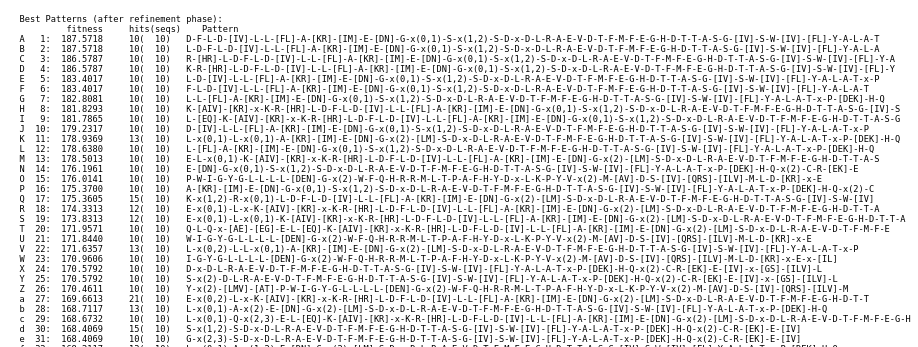 Best Patterns (after refinement phase):
fitness hits(seqs) Pattern
A 1: 187.5718 10( 10) D-F-L-D-[IV]-L-L-[FL]-A-[KR]-[IM]-E-[DN]-G-x(0,1)-S-x(1,2)-S-D-x-D-L-R-A-E-V-D-T-F-M-F-E-G-H-D-T-T-A-S-G-[IV]-S-W-[IV]-[FL]-Y-A-L-A-T
B 2: 187.5718 10( 10) L-D-F-L-D-[IV]-L-L-[FL]-A-[KR]-[IM]-E-[DN]-G-x(0,1)-S-x(1,2)-S-D-x-D-L-R-A-E-V-D-T-F-M-F-E-G-H-D-T-T-A-S-G-[IV]-S-W-[IV]-[FL]-Y-A-L-A
C 3: 186.5787 10( 10) R-[HR]-L-D-F-L-D-[IV]-L-L-[FL]-A-[KR]-[IM]-E-[DN]-G-x(0,1)-S-x(1,2)-S-D-x-D-L-R-A-E-V-D-T-F-M-F-E-G-H-D-T-T-A-S-G-[IV]-S-W-[IV]-[FL]-Y-A
D 4: 186.5787 10( 10) K-R-[HR]-L-D-F-L-D-[IV]-L-L-[FL]-A-[KR]-[IM]-E-[DN]-G-x(0,1)-S-x(1,2)-S-D-x-D-L-R-A-E-V-D-T-F-M-F-E-G-H-D-T-T-A-S-G-[IV]-S-W-[IV]-[FL]-Y
E 5: 183.4017 10( 10) L-D-[IV]-L-L-[FL]-A-[KR]-[IM]-E-[DN]-G-x(0,1)-S-x(1,2)-S-D-x-D-L-R-A-E-V-D-T-F-M-F-E-G-H-D-T-T-A-S-G-[IV]-S-W-[IV]-[FL]-Y-A-L-A-T-x-P
F 6: 183.4017 10( 10) F-L-D-[IV]-L-L-[FL]-A-[KR]-[IM]-E-[DN]-G-x(0,1)-S-x(1,2)-S-D-x-D-L-R-A-E-V-D-T-F-M-F-E-G-H-D-T-T-A-S-G-[IV]-S-W-[IV]-[FL]-Y-A-L-A-T
G 7: 182.8081 10( 10) L-L-[FL]-A-[KR]-[IM]-E-[DN]-G-x(0,1)-S-x(1,2)-S-D-x-D-L-R-A-E-V-D-T-F-M-F-E-G-H-D-T-T-A-S-G-[IV]-S-W-[IV]-[FL]-Y-A-L-A-T-x-P-[DEK]-H-Q
H 8: 181.8293 10( 10) K-[AIV]-[KR]-x-K-R-[HR]-L-D-F-L-D-[IV]-L-L-[FL]-A-[KR]-[IM]-E-[DN]-G-x(0,1)-S-x(1,2)-S-D-x-D-L-R-A-E-V-D-T-F-M-F-E-G-H-D-T-T-A-S-G-[IV]-S
I 9: 181.7865 10( 10) L-[EQ]-K-[AIV]-[KR]-x-K-R-[HR]-L-D-F-L-D-[IV]-L-L-[FL]-A-[KR]-[IM]-E-[DN]-G-x(0,1)-S-x(1,2)-S-D-x-D-L-R-A-E-V-D-T-F-M-F-E-G-H-D-T-T-A-S-G
J 10: 179.2317 10( 10) D-[IV]-L-L-[FL]-A-[KR]-[IM]-E-[DN]-G-x(0,1)-S-x(1,2)-S-D-x-D-L-R-A-E-V-D-T-F-M-F-E-G-H-D-T-T-A-S-G-[IV]-S-W-[IV]-[FL]-Y-A-L-A-T-x-P
K 11: 178.9369 13( 10) L-x(0,1)-L-x(0,1)-A-[KR]-[IM]-E-[DN]-G-x(2)-[LM]-S-D-x-D-L-R-A-E-V-D-T-F-M-F-E-G-H-D-T-T-A-S-G-[IV]-S-W-[IV]-[FL]-Y-A-L-A-T-x-P-[DEK]-H-Q
L 12: 178.6380 10( 10) L-[FL]-A-[KR]-[IM]-E-[DN]-G-x(0,1)-S-x(1,2)-S-D-x-D-L-R-A-E-V-D-T-F-M-F-E-G-H-D-T-T-A-S-G-[IV]-S-W-[IV]-[FL]-Y-A-L-A-T-x-P-[DEK]-H-Q
M 13: 178.5013 10( 10) E-L-x(0,1)-K-[AIV]-[KR]-x-K-R-[HR]-L-D-F-L-D-[IV]-L-L-[FL]-A-[KR]-[IM]-E-[DN]-G-x(2)-[LM]-S-D-x-D-L-R-A-E-V-D-T-F-M-F-E-G-H-D-T-T-A-S
N 14: 176.1961 10( 10) E-[DN]-G-x(0,1)-S-x(1,2)-S-D-x-D-L-R-A-E-V-D-T-F-M-F-E-G-H-D-T-T-A-S-G-[IV]-S-W-[IV]-[FL]-Y-A-L-A-T-x-P-[DEK]-H-Q-x(2)-C-R-[EK]-E
O 15: 176.0141 10( 10) P-W-I-G-Y-G-L-L-L-L-[DEN]-G-x(2)-W-F-Q-H-R-R-M-L-T-P-A-F-H-Y-D-x-L-K-P-Y-V-x(2)-M-[AV]-D-S-[IV]-[QRS]-[ILV]-M-L-D-[KR]-x-E
P 16: 175.3700 10( 10) A-[KR]-[IM]-E-[DN]-G-x(0,1)-S-x(1,2)-S-D-x-D-L-R-A-E-V-D-T-F-M-F-E-G-H-D-T-T-A-S-G-[IV]-S-W-[IV]-[FL]-Y-A-L-A-T-x-P-[DEK]-H-Q-x(2)-C
Q 17: 175.3605 15( 10) K-x(1,2)-R-x(0,1)-L-D-F-L-D-[IV]-L-L-[FL]-A-[KR]-[IM]-E-[DN]-G-x(2)-[LM]-S-D-x-D-L-R-A-E-V-D-T-F-M-F-E-G-H-D-T-T-A-S-G-[IV]-S-W-[IV]
R 18: 174.3313 12( 10) E-x(0,1)-L-x-K-[AIV]-[KR]-x-K-R-[HR]-L-D-F-L-D-[IV]-L-L-[FL]-A-[KR]-[IM]-E-[DN]-G-x(2)-[LM]-S-D-x-D-L-R-A-E-V-D-T-F-M-F-E-G-H-D-T-T-A
S 19: 173.8313 12( 10) E-x(0,1)-L-x(0,1)-K-[AIV]-[KR]-x-K-R-[HR]-L-D-F-L-D-[IV]-L-L-[FL]-A-[KR]-[IM]-E-[DN]-G-x(2)-[LM]-S-D-x-D-L-R-A-E-V-D-T-F-M-F-E-G-H-D-T-T-A
T 20: 171.9571 10( 10) Q-L-Q-x-[AE]-[EG]-E-L-[EQ]-K-[AIV]-[KR]-x-K-R-[HR]-L-D-F-L-D-[IV]-L-L-[FL]-A-[KR]-[IM]-E-[DN]-G-x(2)-[LM]-S-D-x-D-L-R-A-E-V-D-T-F-M-F-E
U 21: 171.8440 10( 10) W-I-G-Y-G-L-L-L-L-[DEN]-G-x(2)-W-F-Q-H-R-R-M-L-T-P-A-F-H-Y-D-x-L-K-P-Y-V-x(2)-M-[AV]-D-S-[IV]-[QRS]-[ILV]-M-L-D-[KR]-x-E
V 22: 171.6357 13( 10) L-x(0,2)-L-L-x(0,1)-A-[KR]-[IM]-E-[DN]-G-x(2)-[LM]-S-D-x-D-L-R-A-E-V-D-T-F-M-F-E-G-H-D-T-T-A-S-G-[IV]-S-W-[IV]-[FL]-Y-A-L-A-T-x-P
W 23: 170.9606 10( 10) I-G-Y-G-L-L-L-L-[DEN]-G-x(2)-W-F-Q-H-R-R-M-L-T-P-A-F-H-Y-D-x-L-K-P-Y-V-x(2)-M-[AV]-D-S-[IV]-[QRS]-[ILV]-M-L-D-[KR]-x-E-x-[IL]
X 24: 170.5792 10( 10) D-x-D-L-R-A-E-V-D-T-F-M-F-E-G-H-D-T-T-A-S-G-[IV]-S-W-[IV]-[FL]-Y-A-L-A-T-x-P-[DEK]-H-Q-x(2)-C-R-[EK]-E-[IV]-x-[GS]-[ILV]-L
Y 25: 170.5792 10( 10) S-x(2)-D-L-R-A-E-V-D-T-F-M-F-E-G-H-D-T-T-A-S-G-[IV]-S-W-[IV]-[FL]-Y-A-L-A-T-x-P-[DEK]-H-Q-x(2)-C-R-[EK]-E-[IV]-x-[GS]-[ILV]-L
Z 26: 170.4611 10( 10) Y-x(2)-[LMV]-[AT]-P-W-I-G-Y-G-L-L-L-L-[DEN]-G-x(2)-W-F-Q-H-R-R-M-L-T-P-A-F-H-Y-D-x-L-K-P-Y-V-x(2)-M-[AV]-D-S-[IV]-[QRS]-[ILV]-M
a 27: 169.6613 21( 10) E-x(0,2)-L-x-K-[AIV]-[KR]-x-K-R-[HR]-L-D-F-L-D-[IV]-L-L-[FL]-A-[KR]-[IM]-E-[DN]-G-x(2)-[LM]-S-D-x-D-L-R-A-E-V-D-T-F-M-F-E-G-H-D-T-T
b 28: 168.7117 13( 10) L-x(0,1)-A-x(2)-E-[DN]-G-x(2)-[LM]-S-D-x-D-L-R-A-E-V-D-T-F-M-F-E-G-H-D-T-T-A-S-G-[IV]-S-W-[IV]-[FL]-Y-A-L-A-T-x-P-[DEK]-H-Q-x(2)-C-R-[EK]-E
c 29: 168.6732 10( 10) L-x(0,1)-Q-x(2,3)-E-L-[EQ]-K-[AIV]-[KR]-x-K-R-[HR]-L-D-F-L-D-[IV]-L-L-[FL]-A-[KR]-[IM]-E-[DN]-G-x(2)-[LM]-S-D-x-D-L-R-A-E-V-D-T-F-M-F-E-G-H
d 30: 168.4069 15( 10) S-x(1,2)-S-D-x-D-L-R-A-E-V-D-T-F-M-F-E-G-H-D-T-T-A-S-G-[IV]-S-W-[IV]-[FL]-Y-A-L-A-T-x-P-[DEK]-H-Q-x(2)-C-R-[EK]-E-[IV]
e 31: 168.4069 10( 10) G-x(2,3)-S-D-x-D-L-R-A-E-V-D-T-F-M-F-E-G-H-D-T-T-A-S-G-[IV]-S-W-[IV]-[FL]-Y-A-L-A-T-x-P-[DEK]-H-Q-x(2)-C-R-[EK]-E-[IV]